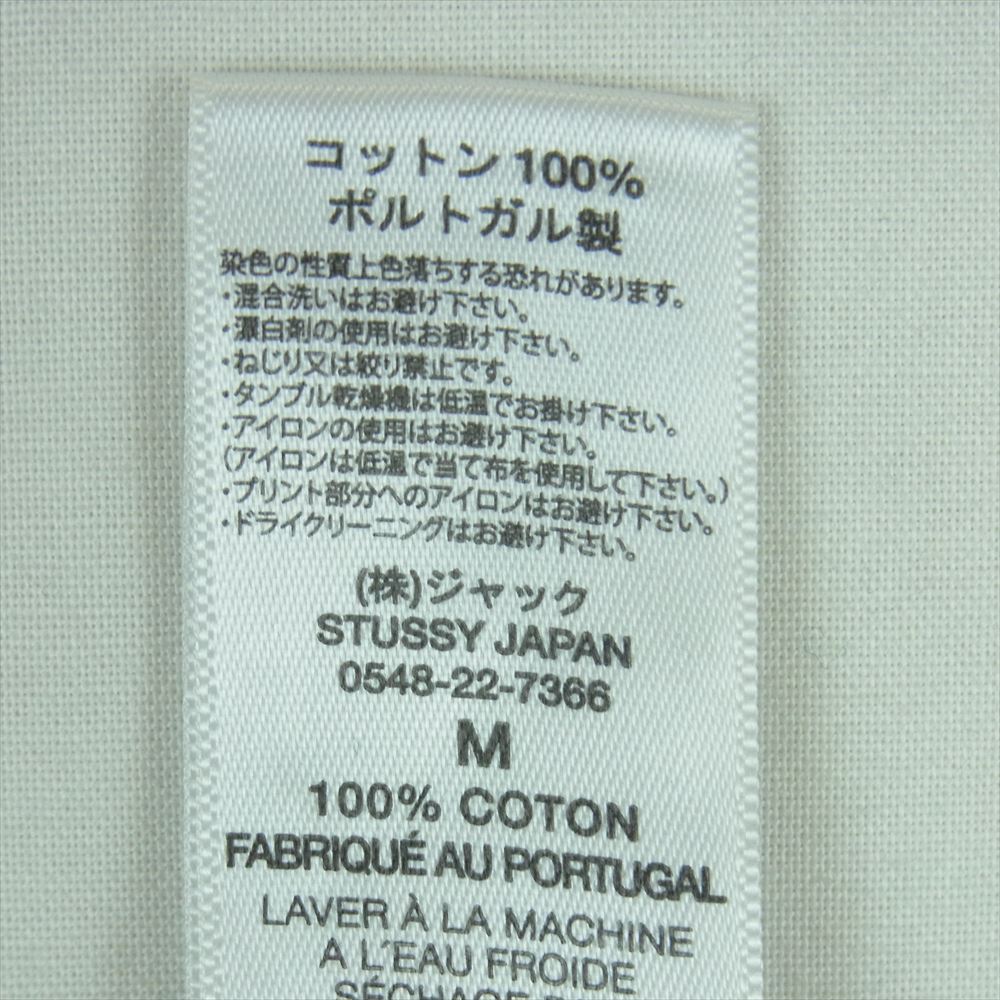 コットン 100%
ポルトガル製
染色の性質上色落ちする恐れがあります。
・混合洗いはお避け下さい。
・漂白剤の使用はお避け下さい。
・ねじり又は絞り禁止です。
・タンブル乾燥機は低温でお掛け下さい。
・アイロンの使用はお避け下さい。
(アイロンは低温で当て布を使用して下さい。)
・プリント部分へのアイロンはお避け下さい。
・ドライクリーニングはお避け下さい。
(株)ジャック
STUSSY JAPAN
0548-22-7366
M
100% COTON
FABRIQUÉ AU PORTUGAL
LAVER À LA MACHINE
A L'EAU FROIDE
SÉCHAGE